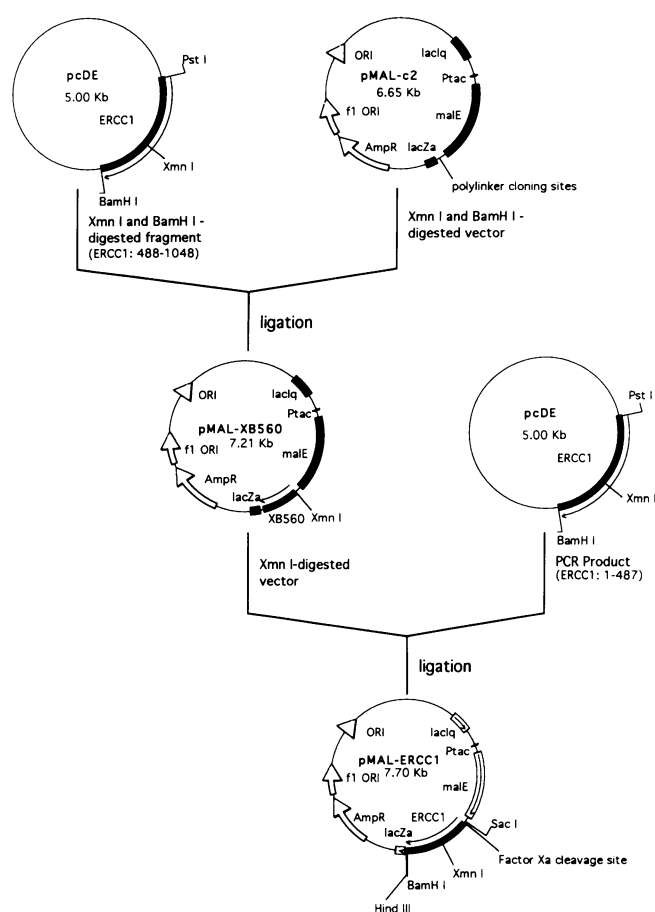 pcDE
5.00 Kb
ERCC1
Pst I
Xmn I
BamH I
Xmn I and BamH I -
digested fragment
(ERCC1: 488-1048)
ORI
lacIq
pMAL-c2
6.65 Kb
Ptac
malE
f1 ORI
AmpR
lacZa
polylinker cloning sites
Xmn I and BamH I -
digested vector
ligation
ORI
lacIq
Ptac
pMAL-XB560
7.21 Kb
f1 ORI
malE
AmpR
lacZa
XB560
Xmn I
Xmn I-digested
vector
Pst I
pcDE
5.00 Kb
ERCC1
Xmn I
BamH I
PCR Product
(ERCC1: 1-487)
ligation
ORI
lacIq
Ptac
pMAL-ERCC1
7.70 Kb
f1 ORI
malE
AmpR
ERCC1
lacZa
Sac I
Factor Xa cleavage site
Xmn I
BamH I
Hind III